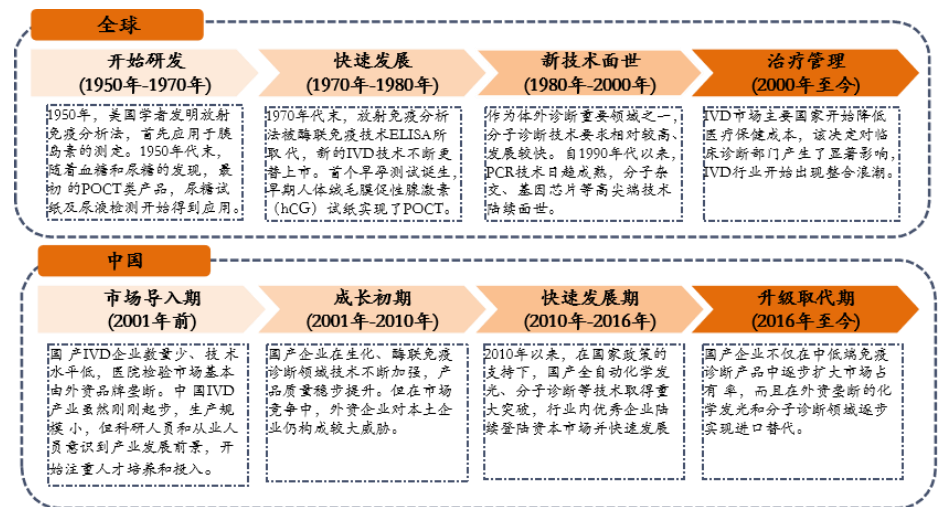 全球
开始研发
(1950年-1970年)
1950年，美国学者发明放射
免疫分析法，首先应用于胰
岛素的测定。1950年代末，
随着血糖和尿糖的发现，最
初的POCT类产品，尿糖试
纸及尿液检测开始得到应用。
快速发展
(1970年-1980年)
1970年代末，放射免疫分析
法被酶联免疫技术ELISA所
取代，新的IVD技术不断更
替上市。首个早孕测试诞生，
早期人体绒毛膜促性腺激素
（hCG）试纸实现了POCT。
新技术面世
(1980年-2000年)
作为体外诊断重要领域之一，
分子诊断技术要求相对较高、
发展较快。自1990年代以来，
PCR技术日趋成熟，分子杂
交、基因芯片等高尖端技术
陆续面世。
治疗管理
(2000年至今)
IVD市场主要国家开始降低
医疗保健成本，该决定对临
床诊断部门产生了显著影响，
IVD行业开始出现整合浪潮。
中国
市场导入期
(2001年前)
国产IVD企业数量少、技术
水平低，医院检验市场基本
由外资品牌垄断。中国IVD
产业虽然刚刚起步，生产规
模小，但科研人员和从业人
员意识到产业发展前景，开
始注重人才培养和投入。
成长初期
(2001年-2010年)
国产企业在生化、酶联免疫
诊断领域技术不断加强，产
品质量稳步提升。但在市场
竞争中，外资企业对本土企
业仍构成较大威胁。
快速发展期
(2010年-2016年)
2010年以来，在国家政策的
支持下，国产全自动化学发
光、分子诊断等技术取得重
大突破，行业内优秀企业陆
续登陆资本市场并快速发展
升级取代期
(2016年至今)
国产企业不仅在中低端免疫
诊断产品中逐步扩大市场占
有率，而且在外资垄断的化
学发光和分子诊断领域逐步
实现进口替代。